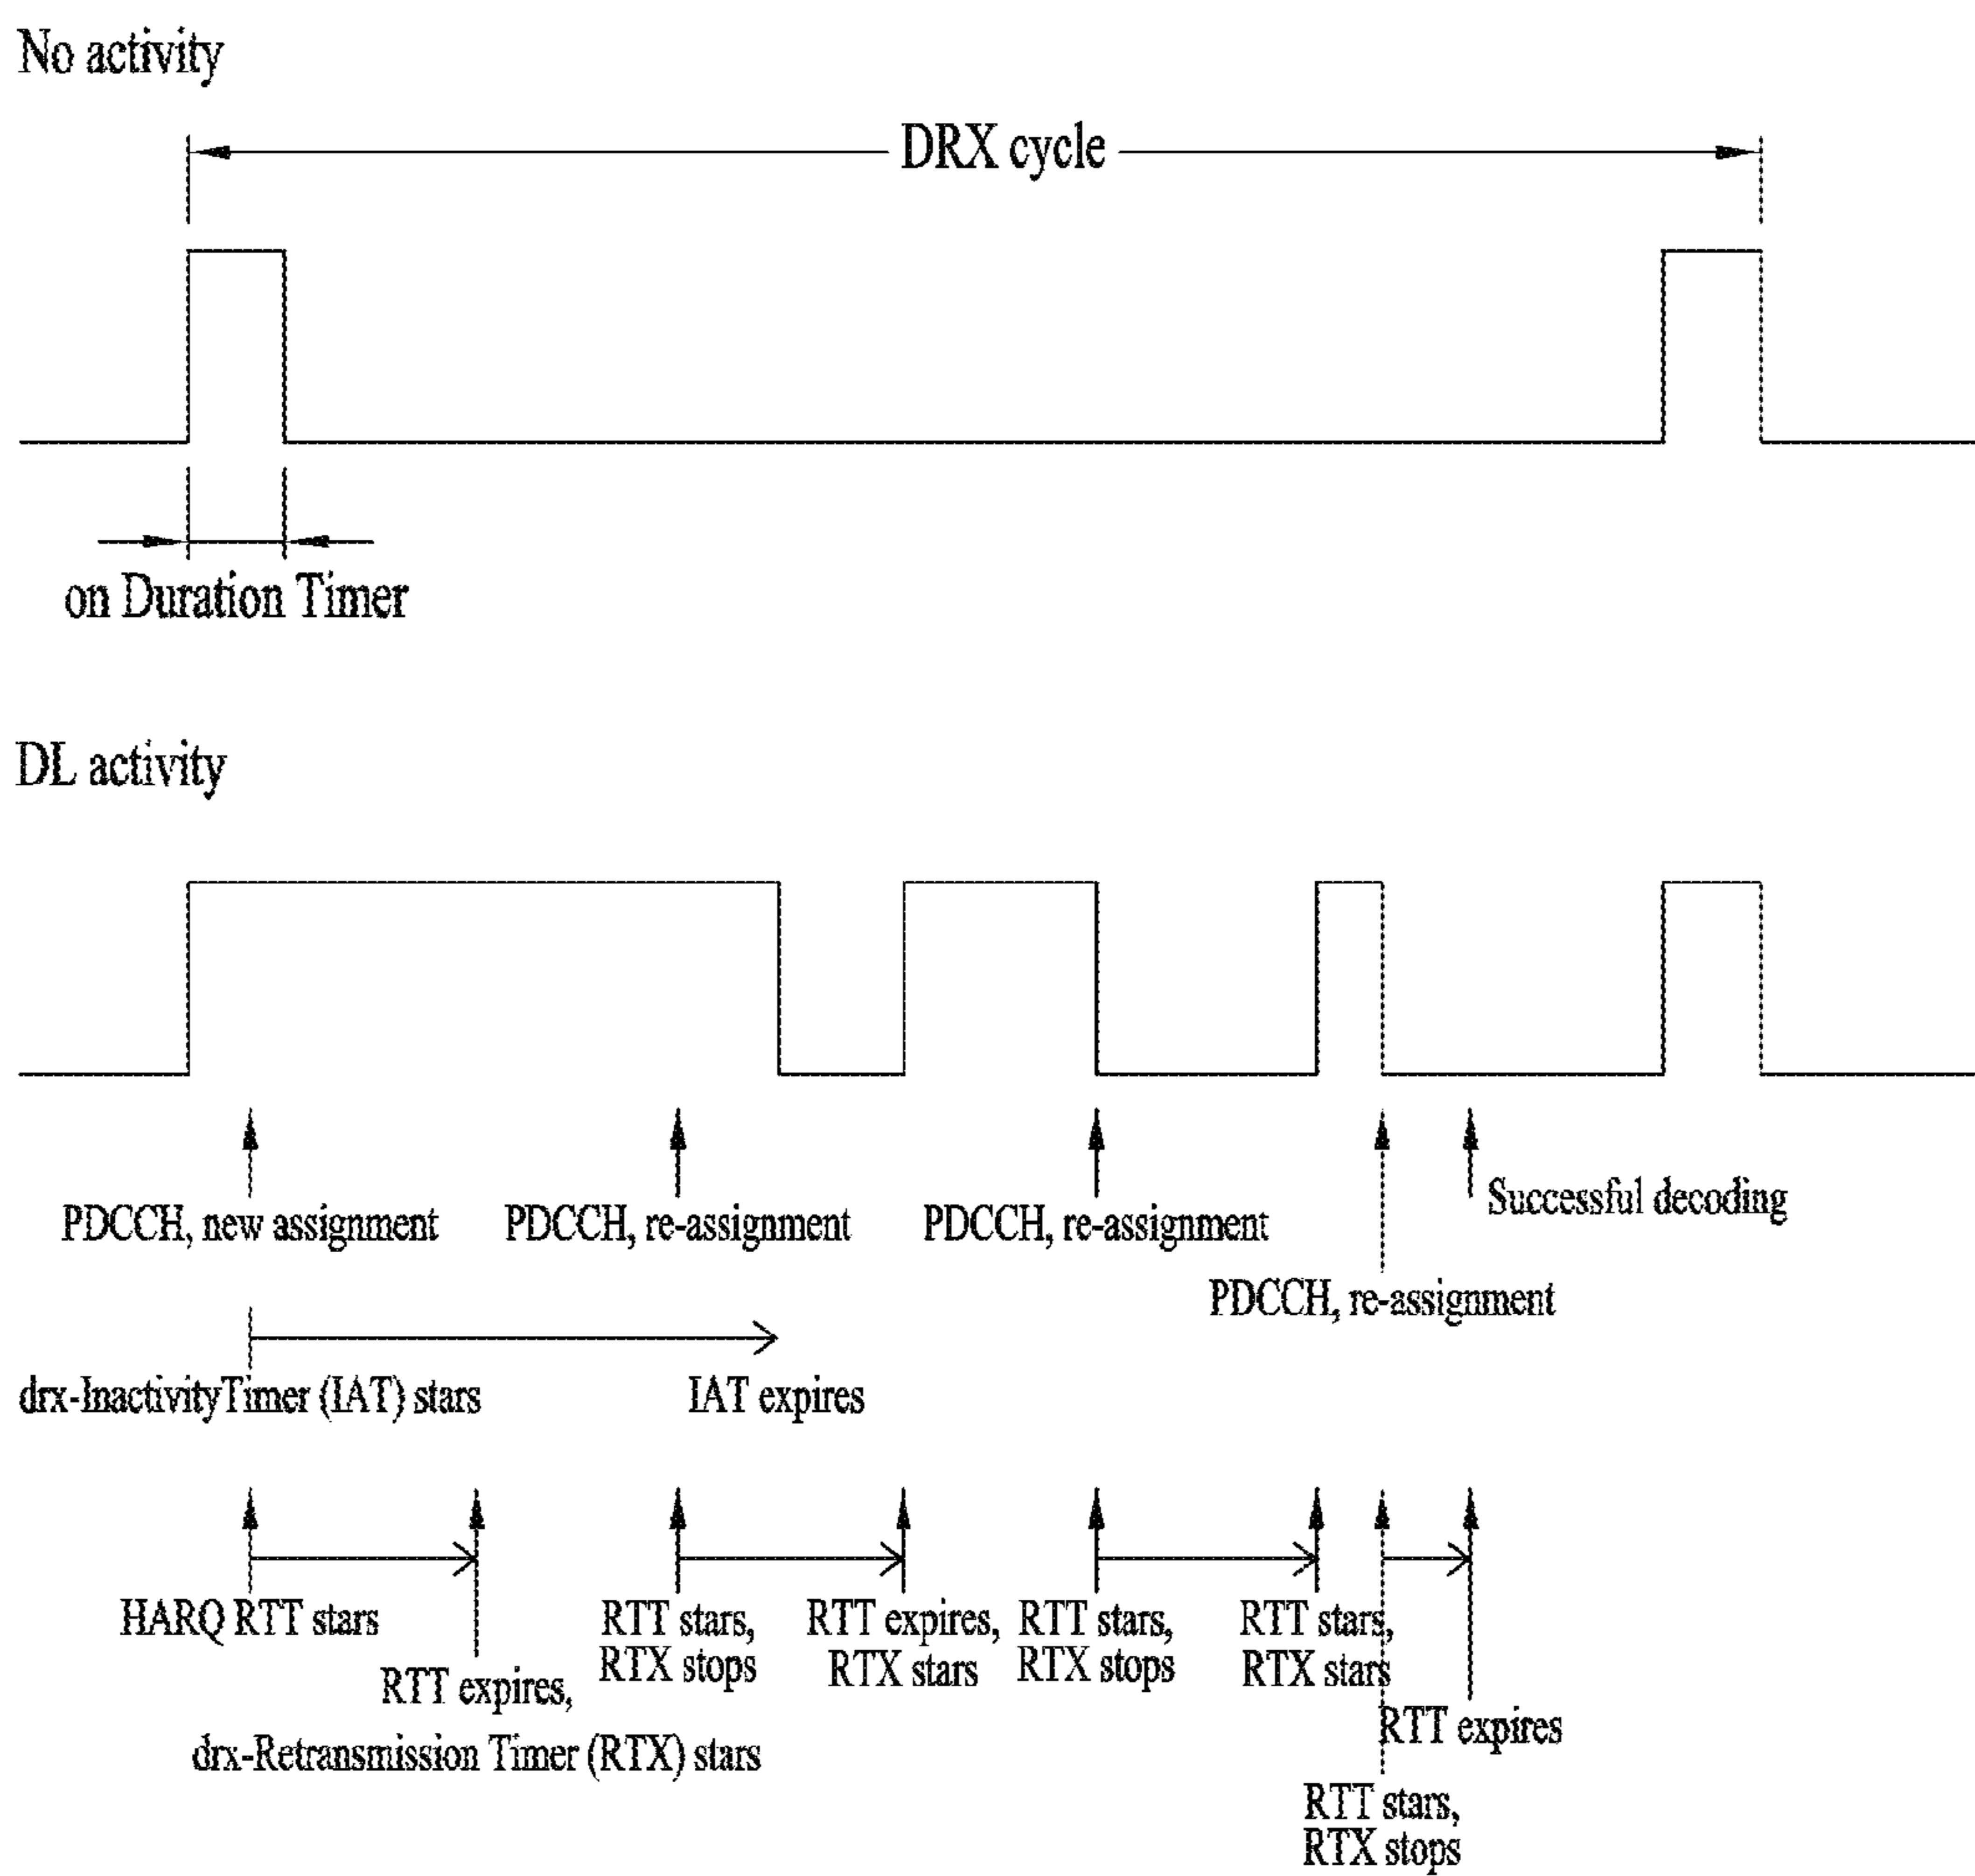 No activity
DRX cycle
on Duration Timer
DL activity
PDCCH, new assignment
PDCCH, re-assignment
PDCCH, re-assignment
Successful decoding
PDCCH, re-assignment
drx-InactivityTimer (IAT) stars
IAT expires
HARQ RTT stars
RTT expires,
drx-Retransmission Timer (RTX) stars
RTT stars,
RTX stops
RTT expires,
RTX stars
RTT stars,
RTX stops
RTT stars,
RTX stars
RTT expires
RTT stars,
RTX stops